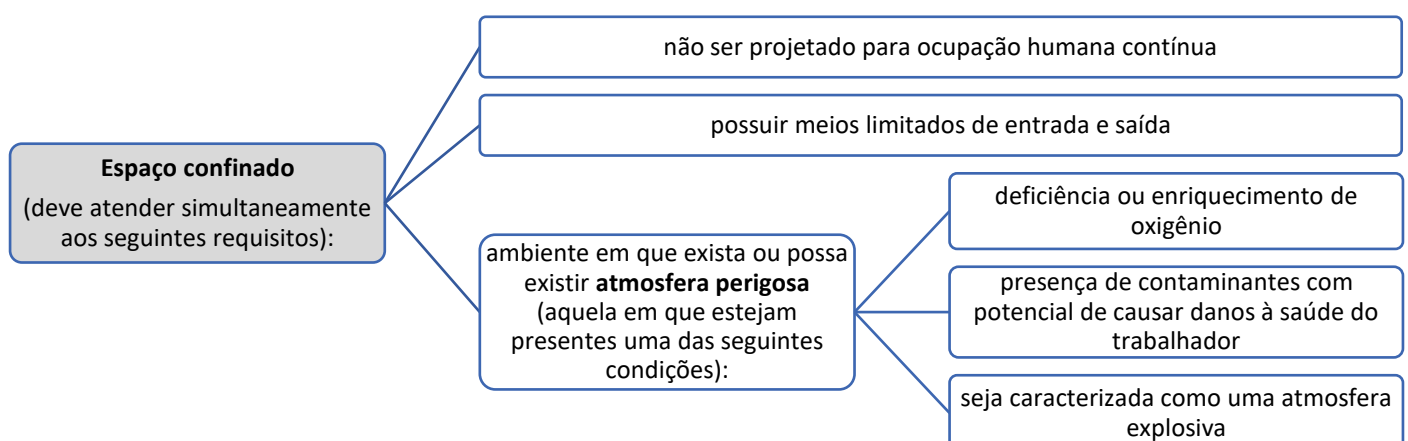 não ser projetado para ocupação humana contínua
possuir meios limitados de entrada e saída
Espaço confinado
(deve atender simultaneamente
aos seguintes requisitos):
ambiente em que exista ou possa
existir atmosfera perigosa
(aquela em que estejam
presentes uma das seguintes
condições):
deficiência ou enriquecimento de
oxigênio
presença de contaminantes com
potencial de causar danos à saúde do
trabalhador
seja caracterizada como uma atmosfera
explosiva